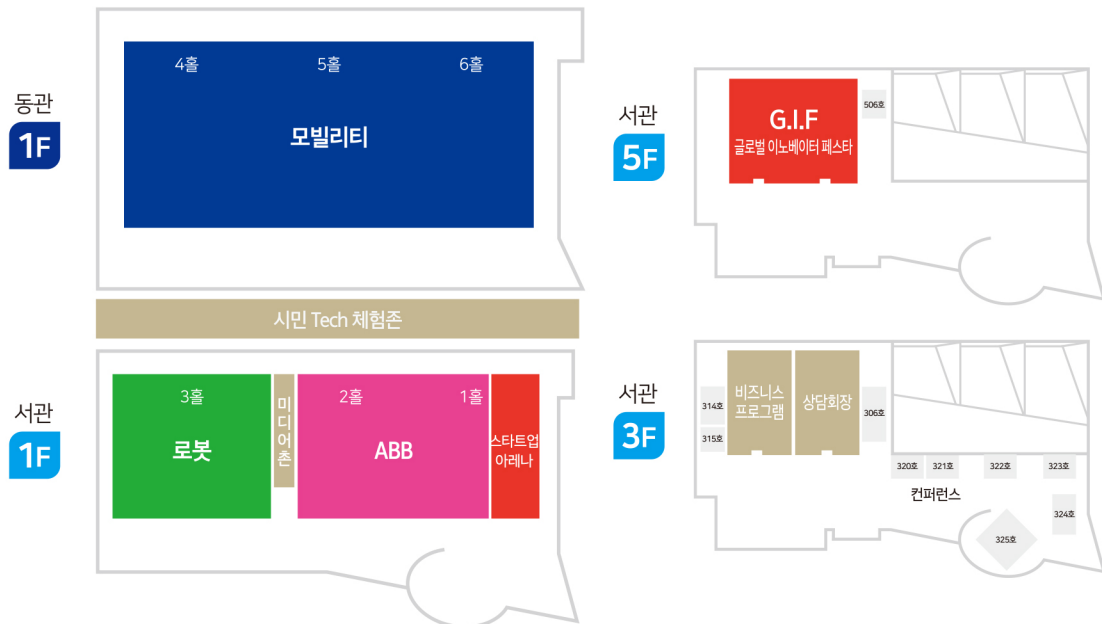 동관
1F
4홀 5홀 6홀
모빌리티
시민 Tech 체험존
서관
1F
3홀
로봇
미디어존
2홀 1홀
ABB
스타트업
아레나
서관
5F
G.I.F
글로벌 이노베이터 페스타
506호
서관
3F
314호
315호
비즈니스
프로그램
상담회장
306호
320호 321호 322호 323호
컨퍼런스
324호
325호